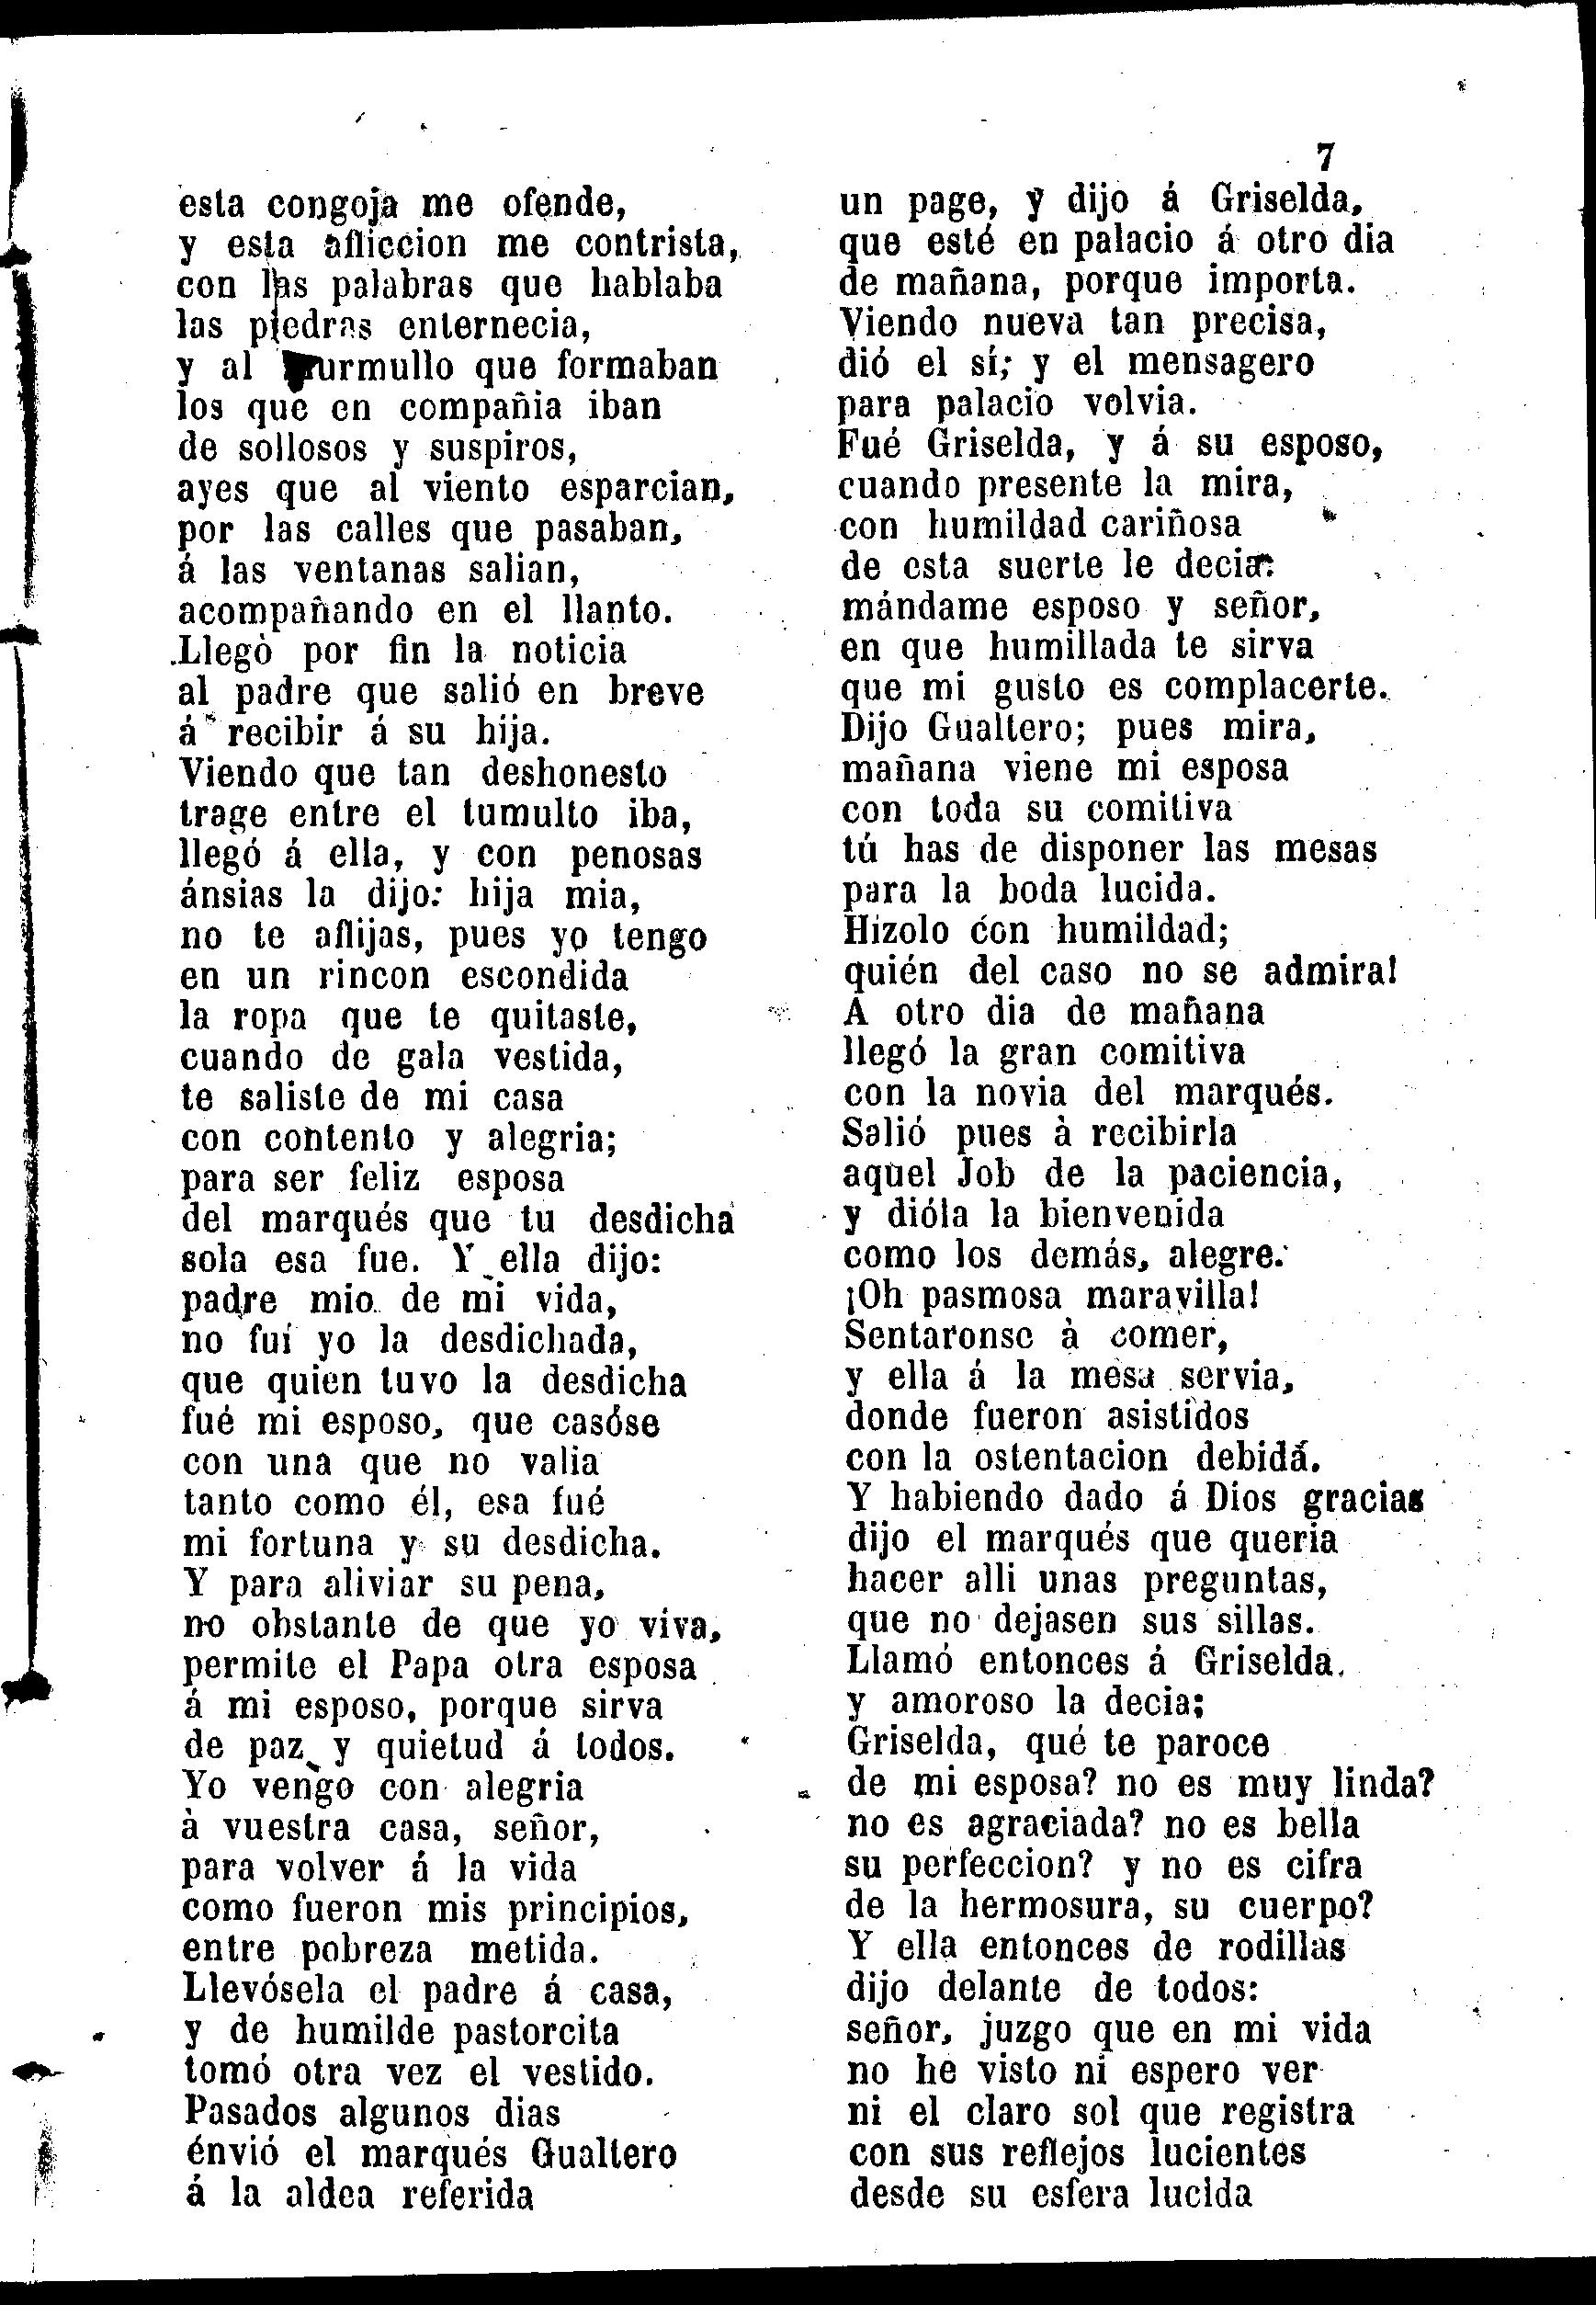 7
esta congoja me ofende,
y esta afliccion me contrista,
con las palabras que hablaba
las piedras enternecia,
y al murmullo que formaban
los que en compañia iban
de sollosos y suspiros,
ayes que al viento esparcian,
por las calles que pasaban,
á las ventanas salian,
acompañando en el llanto.
Llegò por fin la noticia
al padre que salió en breve
á recibir á su hija.
Viendo que tan deshonesto
trage entre el tumulto iba,
llegó á ella, y con penosas
ánsias la dijo: hija mia,
no te aflijas, pues yo tengo
en un rincon escondida
la ropa que te quitaste,
cuando de gala vestida,
te saliste de mi casa
con contento y alegria;
para ser feliz esposa
del marqués que tu desdicha
sola esa fue. Y ella dijo:
padre mio de mi vida,
no fuí yo la desdichada,
que quien tuvo la desdicha
fué mi esposo, que casóse
con una que no valia
tanto como él, esa fué
mi fortuna y su desdicha.
Y para aliviar su pena,
no obstante de que yo viva,
permite el Papa otra esposa
á mi esposo, porque sirva
de paz y quietud á todos.
Yo vengo con alegria
à vuestra casa, señor,
para volver á la vida
como fueron mis principios,
entre pobreza metida.
Llevósela el padre á casa,
y de humilde pastorcita
tomó otra vez el vestido.
Pasados algunos dias
énvió el marqués Gualtero
á la aldea referida
un page, y dijo á Griselda,
que esté en palacio á otro dia
de mañana, porque importa.
Viendo nueva tan precisa,
dió el sí; y el mensagero
para palacio volvia.
Fué Griselda, y á su esposo,
cuando presente la mira,
con humildad cariñosa
de esta suerte le decia:
mándame esposo y señor,
en que humillada te sirva
que mi gusto es complacerte.
Dijo Gualtero; pues mira,
mañana viene mi esposa
con toda su comitiva
tú has de disponer las mesas
para la boda lucida.
Hizolo con humildad;
quién del caso no se admira!
A otro dia de mañana
llegó la gran comitiva
con la novia del marqués.
Salió pues à recibirla
aquel Job de la paciencia,
y dióla la bienvenida
como los demás, alegre.
¡Oh pasmosa maravilla!
Sentaronse à comer,
y ella á la mesa servia,
donde fueron asistidos
con la ostentacion debida.
Y habiendo dado á Dios gracias
dijo el marqués que queria
hacer alli unas preguntas,
que no dejasen sus sillas.
Llamó entonces á Griselda,
y amoroso la decia;
Griselda, qué te paroce
de mi esposa? no es muy linda?
no es agraciada? no es bella
su perfeccion? y no es cifra
de la hermosura, su cuerpo?
Y ella entonces de rodillas
dijo delante de todos:
señor, juzgo que en mi vida
no he visto ni espero ver
ni el claro sol que registra
con sus reflejos lucientes
desde su esfera lucida